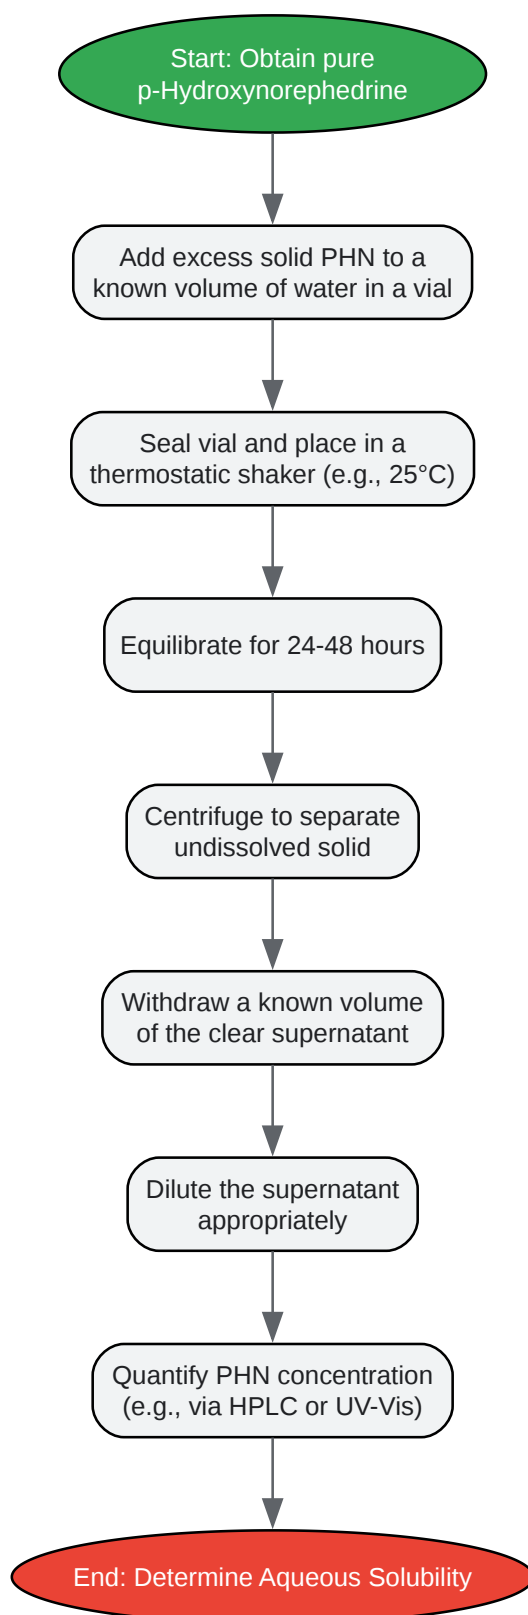 Start: Obtain pure
p-Hydroxynorephedrine
Add excess solid PHN to a
known volume of water in a vial
Seal vial and place in a
thermostatic shaker (e.g., 25°C)
Equilibrate for 24-48 hours
Centrifuge to separate
undissolved solid
Withdraw a known volume
of the clear supernatant
Dilute the supernatant
appropriately
Quantify PHN concentration
(e.g., via HPLC or UV-Vis)
End: Determine Aqueous Solubility